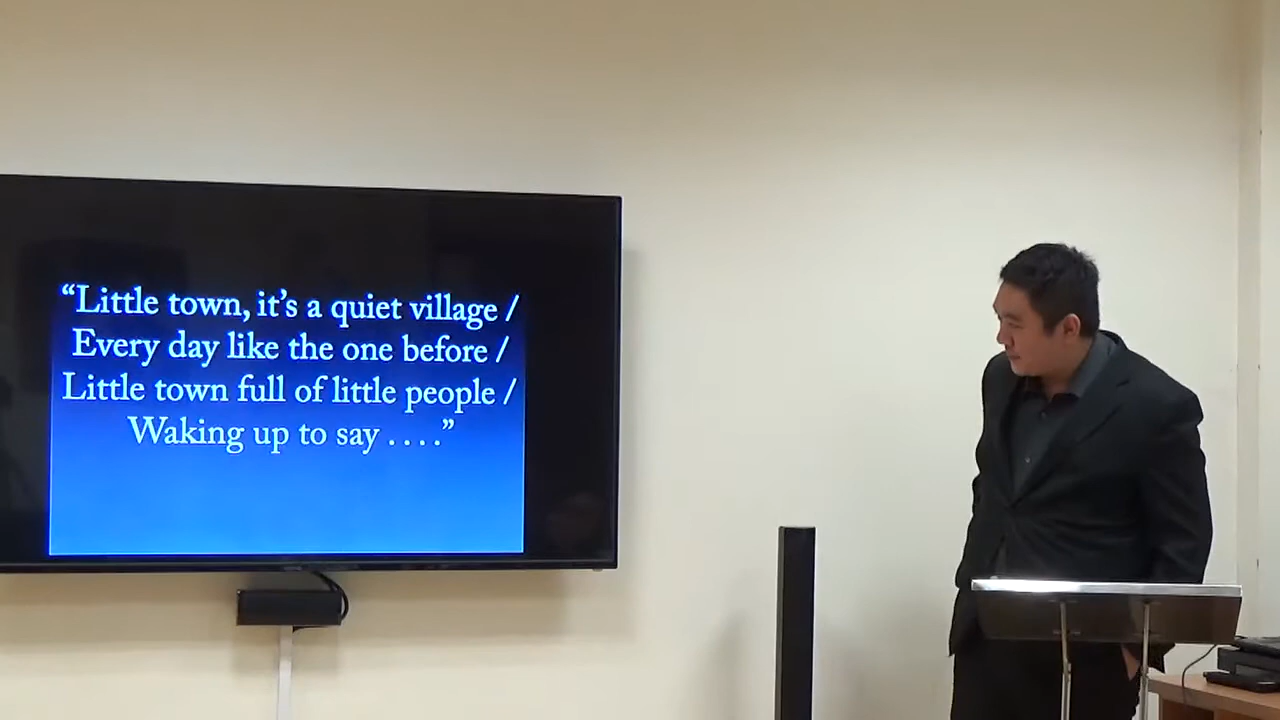 “Little town, it’s a quiet village /
Every day like the one before /
Little town full of little people /
Waking up to say . . . .”